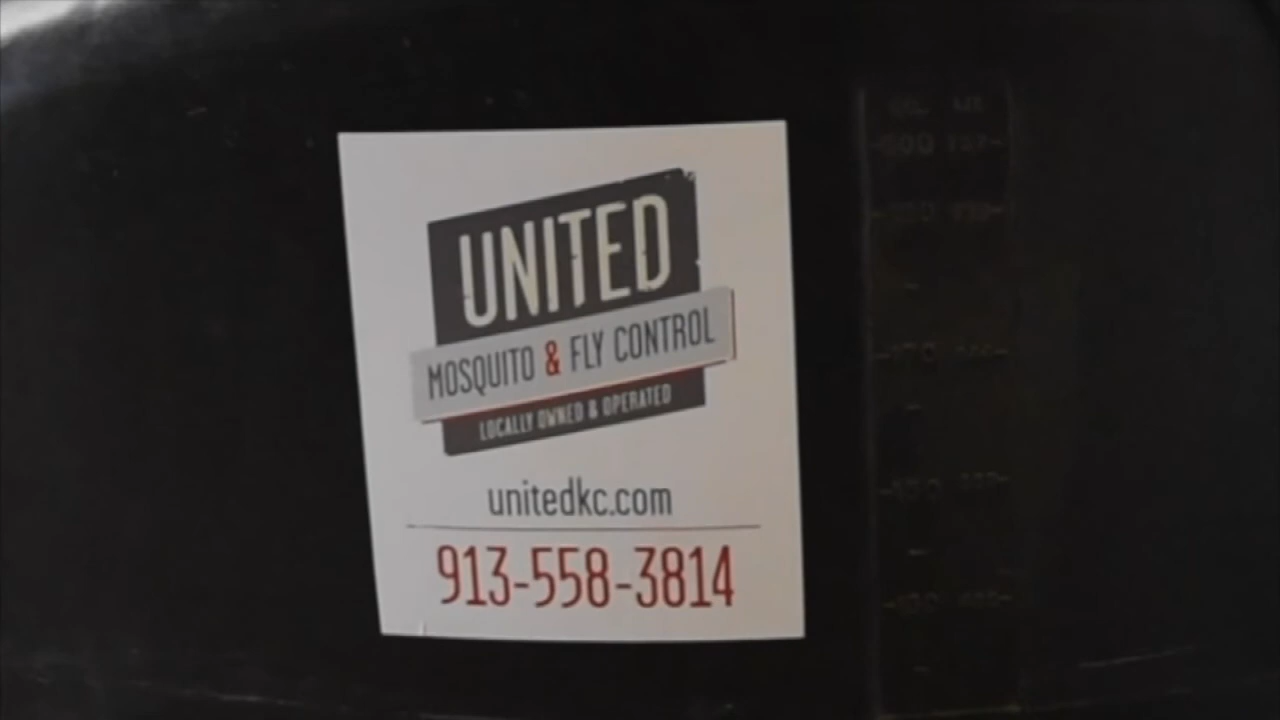 UNITED
MOSQUITO & FLY CONTROL
LOCALLY OWNED & OPERATED
unitedkc.com
913-558-3814